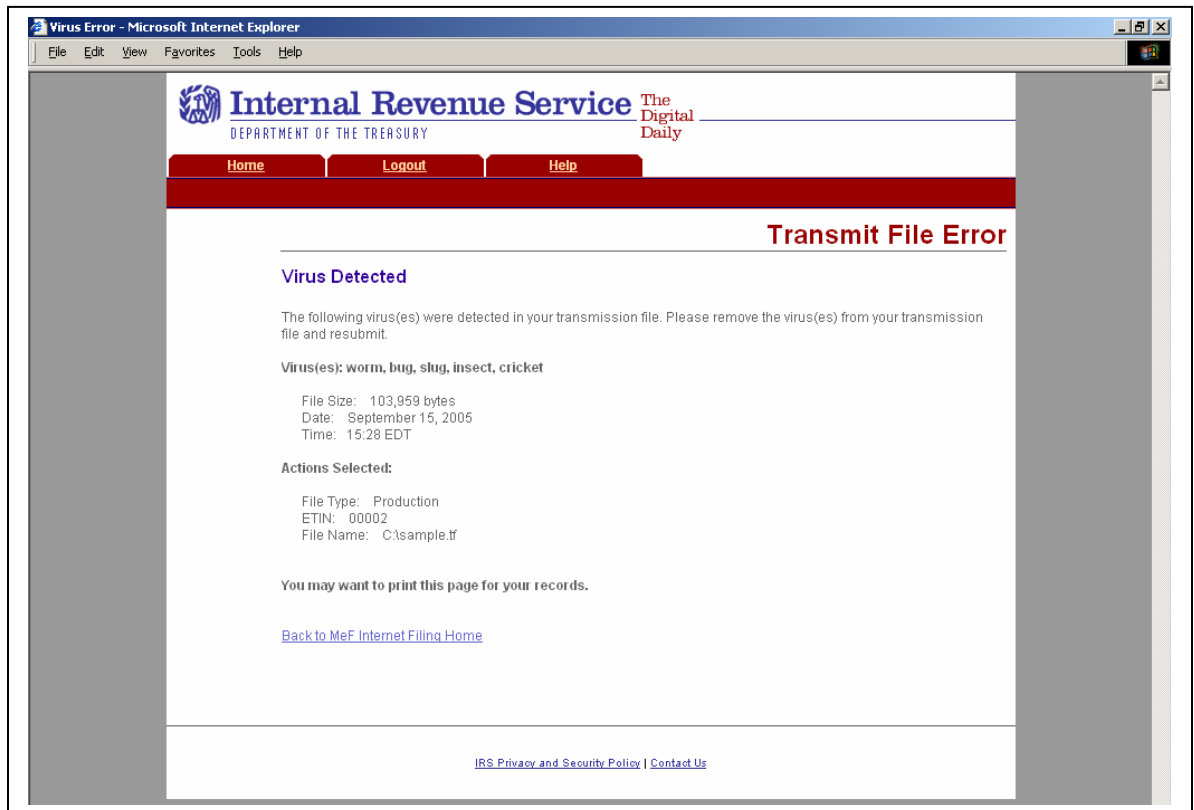 Virus Error - Microsoft Internet Explorer
File Edit View Favorites Tools Help
Internal Revenue Service
DEPARTMENT OF THE TREASURY
The
Digital
Daily
Home Logout Help
Transmit File Error
Virus Detected
The following virus(es) were detected in your transmission file. Please remove the virus(es) from your transmission
file and resubmit.
Virus(es): worm, bug, slug, insect, cricket
File Size: 103,959 bytes
Date: September 15, 2005
Time: 15:28 EDT
Actions Selected:
File Type: Production
ETIN: 00002
File Name: C:\sample.tf
You may want to print this page for your records.
Back to MeF Internet Filing Home
IRS Privacy and Security Policy | Contact Us